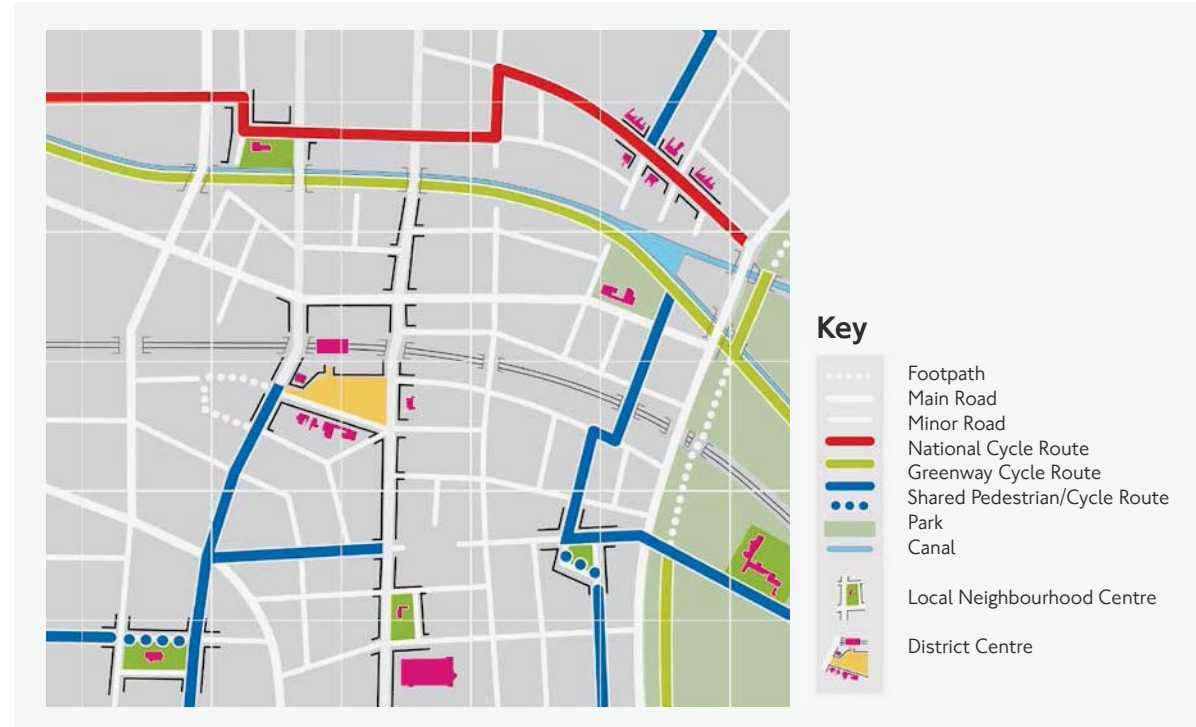 Key
Footpath
Main Road
Minor Road
National Cycle Route
Greenway Cycle Route
Shared Pedestrian/Cycle Route
Park
Canal
Local Neighbourhood Centre
District Centre